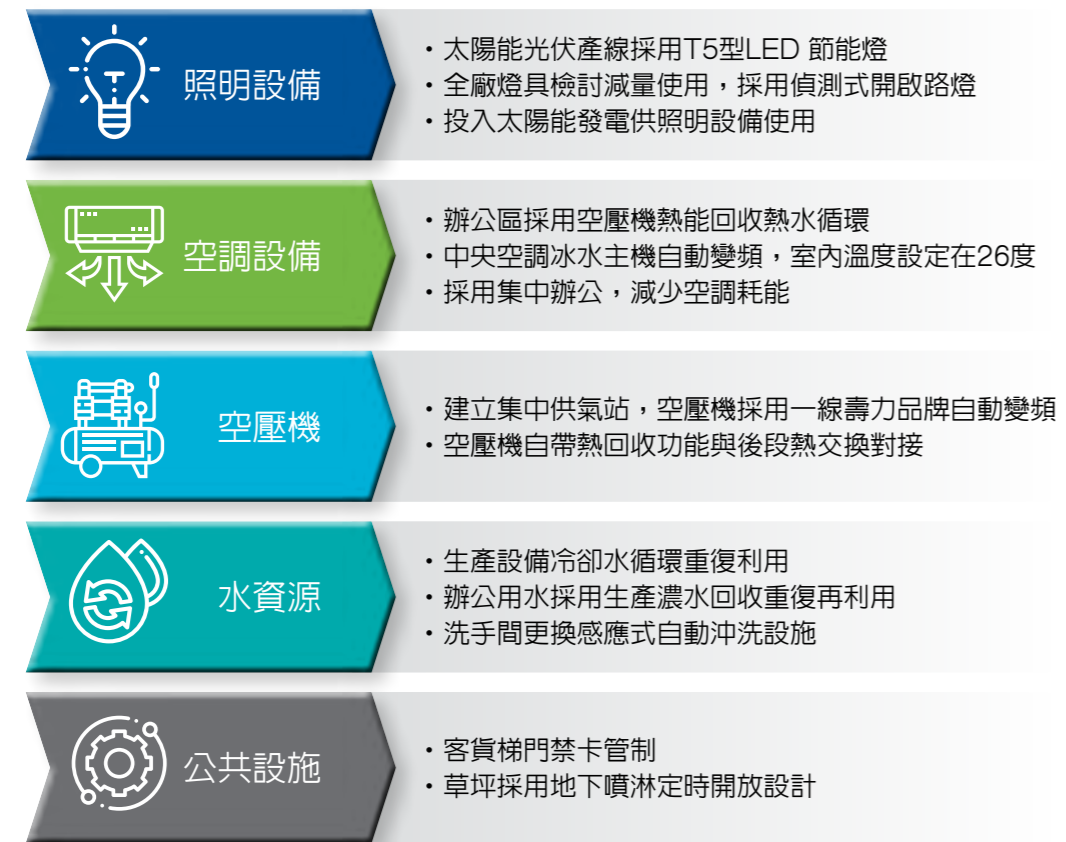 照明設備
・太陽能光伏產線採用T5型LED 節能燈
・全廠燈具檢討減量使用，採用偵測式開啟路燈
・投入太陽能發電供照明設備使用
空調設備
・辦公區採用空壓機熱能回收熱水循環
・中央空調冰水主機自動變頻，室內溫度設定在26度
・採用集中辦公，減少空調耗能
空壓機
・建立集中供氣站，空壓機採用一線壽力品牌自動變頻
・空壓機自帶熱回收功能與後段熱交換對接
水資源
・生產設備冷卻水循環重復利用
・辦公用水採用生產濃水回收重復再利用
・洗手間更換感應式自動沖洗設施
公共設施
・客貨梯門禁卡管制
・草坪採用地下噴淋定時開放設計